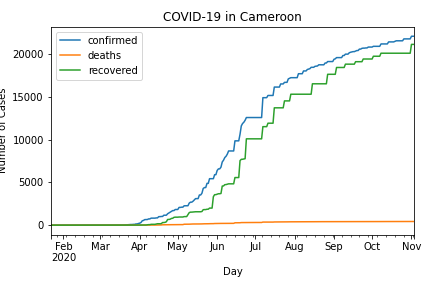 COVID-19 in Cameroon
confirmed
deaths
recovered
Number of Cases
20000
15000
10000
5000
0
Feb Mar Apr May Jun Jul Aug Sep Oct Nov
2020
Day